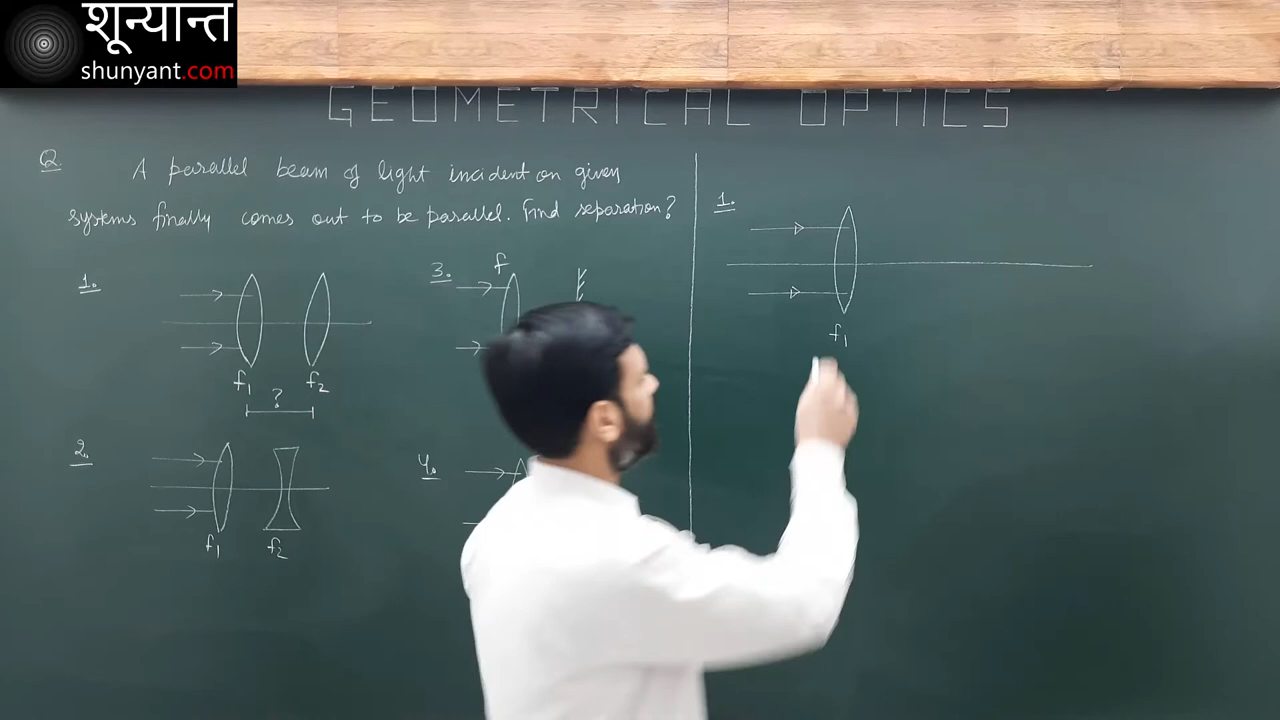 शून्यान्त
shunyant.com
GEOMETRICAL OPTICS
Q. A parallel beam of light incident on given
systems finally comes out to be parallel. Find separation?
1.
f₁
f₂
?
2.
f₁
f₂
3.
f
4.
1.
f₁